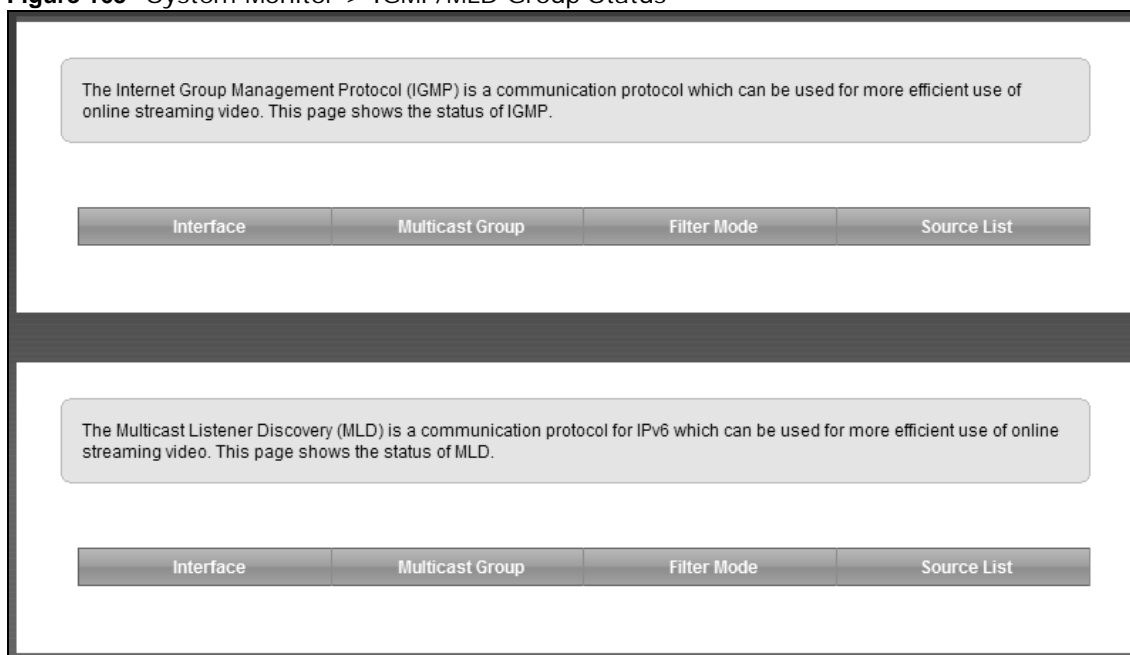 System Monitor > IGMP/MLD Group Status
The Internet Group Management Protocol (IGMP) is a communication protocol which can be used for more efficient use of
online streaming video. This page shows the status of IGMP.
Interface Multicast Group Filter Mode Source List
The Multicast Listener Discovery (MLD) is a communication protocol for IPv6 which can be used for more efficient use of online
streaming video. This page shows the status of MLD.
Interface Multicast Group Filter Mode Source List